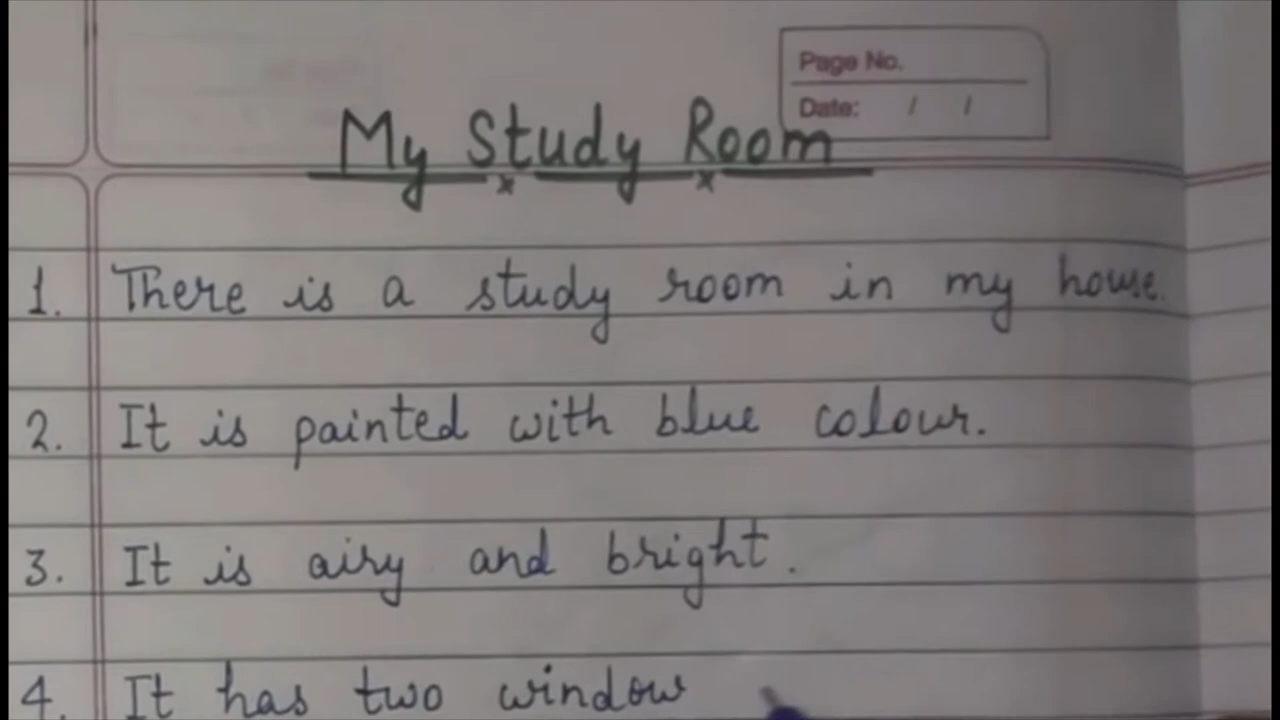 Page No.
Date: / /
My Study Room
1. There is a study room in my house.
2. It is painted with blue colour.
3. It is airy and bright.
4. It has two window